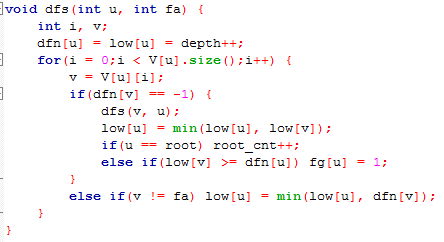 void dfs(int u, int fa) {
    int i, v;
    dfn[u] = low[u] = depth++;
    for(i = 0;i < V[u].size();i++) {
        v = V[u][i];
        if(dfn[v] == -1) {
            dfs(v, u);
            low[u] = min(low[u], low[v]);
            if(u == root) root_cnt++;
            else if(low[v] >= dfn[u]) fg[u] = 1;
        }
        else if(v != fa) low[u] = min(low[u], dfn[v]);
    }
}